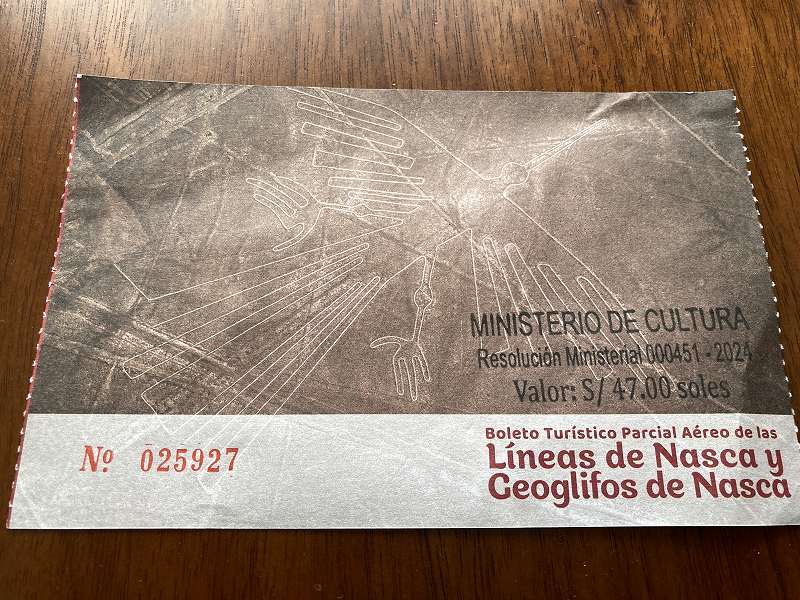 MINISTERIO DE CULTURA
Resolución Ministerial 000451 - 2024
Valor: S/ 47.00 soles
Nº 025927
Boleto Turístico Parcial Aéreo de las
Líneas de Nasca y
Geoglifos de Nasca